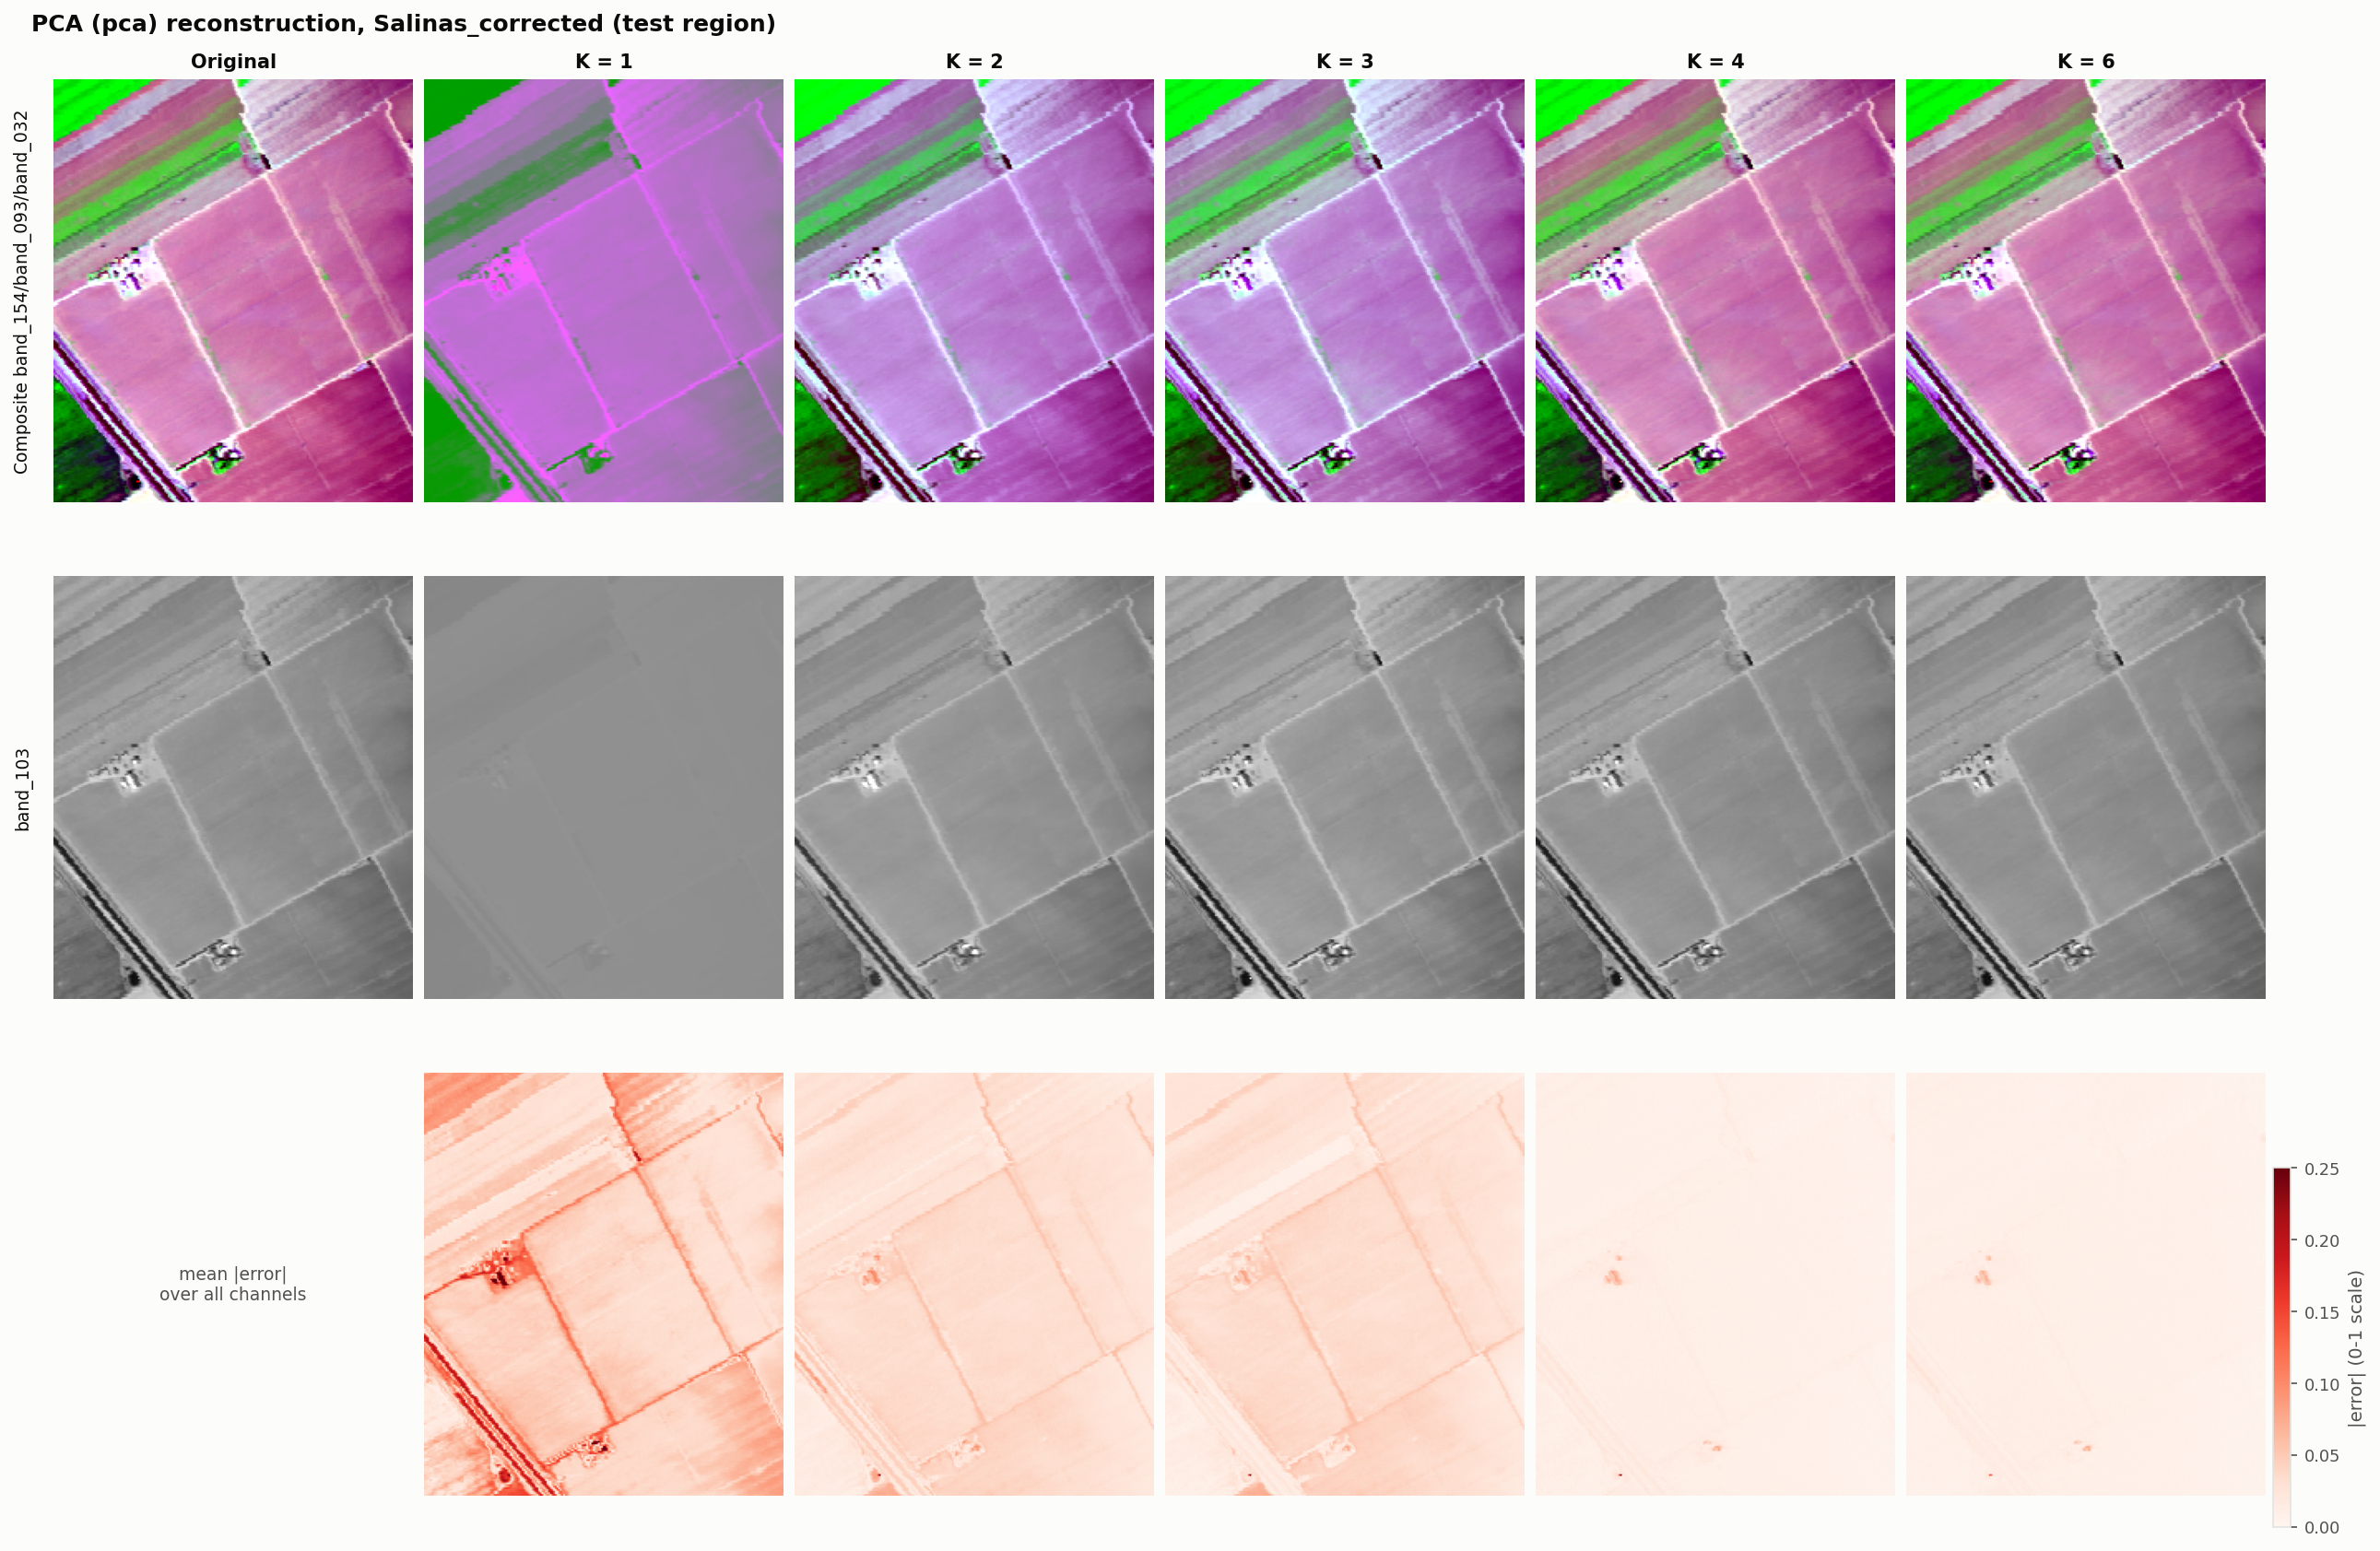 PCA (pca) reconstruction, Salinas_corrected (test region)
Original
K = 1
K = 2
K = 3
K = 4
K = 6
Composite band_154/band_093/band_032
band_103
mean |error|
over all channels
0.25
0.20
0.15
0.10
0.05
0.00
|error| (0-1 scale)